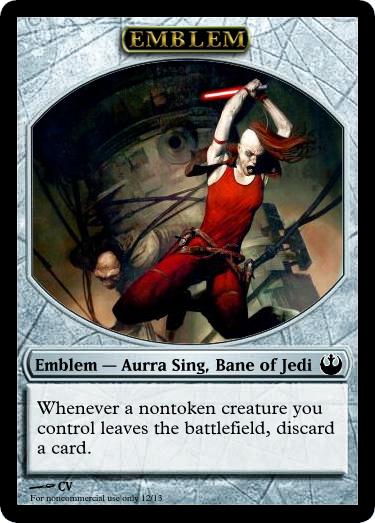 EMBLEM
Emblem — Aurra Sing, Bane of Jedi
Whenever a nontoken creature you
control leaves the battlefield, discard
a card.
CV
For noncommercial use only 12/13